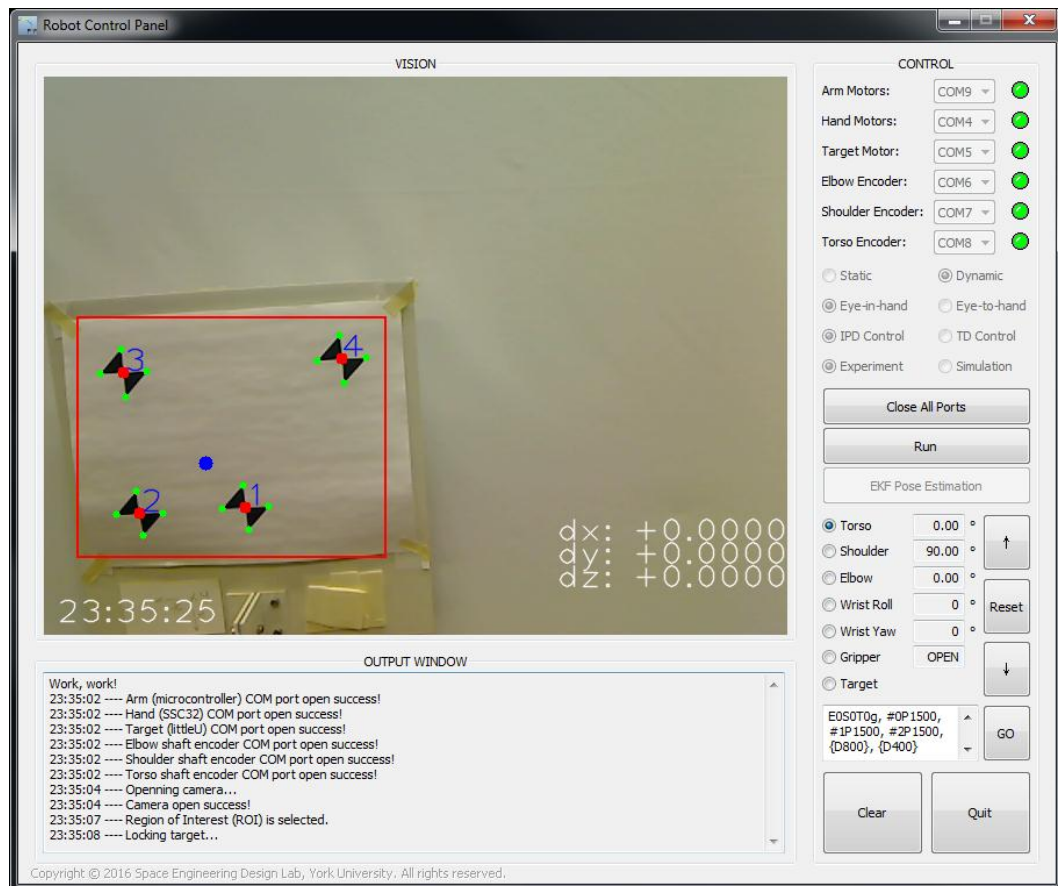 Robot Control Panel
VISION
3
4
2
1
dx: +0.0000
dy: +0.0000
dz: +0.0000
23:35:25
OUTPUT WINDOW
Work, work!
23:35:02 ---- Arm (microcontroller) COM port open success!
23:35:02 ---- Hand (SSC32) COM port open success!
23:35:02 ---- Target (littleU) COM port open success!
23:35:02 ---- Elbow shaft encoder COM port open success!
23:35:02 ---- Shoulder shaft encoder COM port open success!
23:35:02 ---- Torso shaft encoder COM port open success!
23:35:04 ---- Openning camera...
23:35:04 ---- Camera open success!
23:35:07 ---- Region of Interest (ROI) is selected.
23:35:08 ---- Locking target...
CONTROL
Arm Motors: COM9
Hand Motors: COM4
Target Motor: COM5
Elbow Encoder: COM6
Shoulder Encoder: COM7
Torso Encoder: COM8
Static Dynamic
Eye-in-hand Eye-to-hand
IPD Control TD Control
Experiment Simulation
Close All Ports
Run
EKF Pose Estimation
Torso 0.00 °
Shoulder 90.00 °
Elbow 0.00 °
Wrist Roll 0 °
Wrist Yaw 0 °
Gripper OPEN
Target
↑
Reset
↓
E0S0T0g, #0P1500,
#1P1500, #2P1500,
{D800}, {D400}
GO
Clear Quit
Copyright © 2016 Space Engineering Design Lab, York University. All rights reserved.